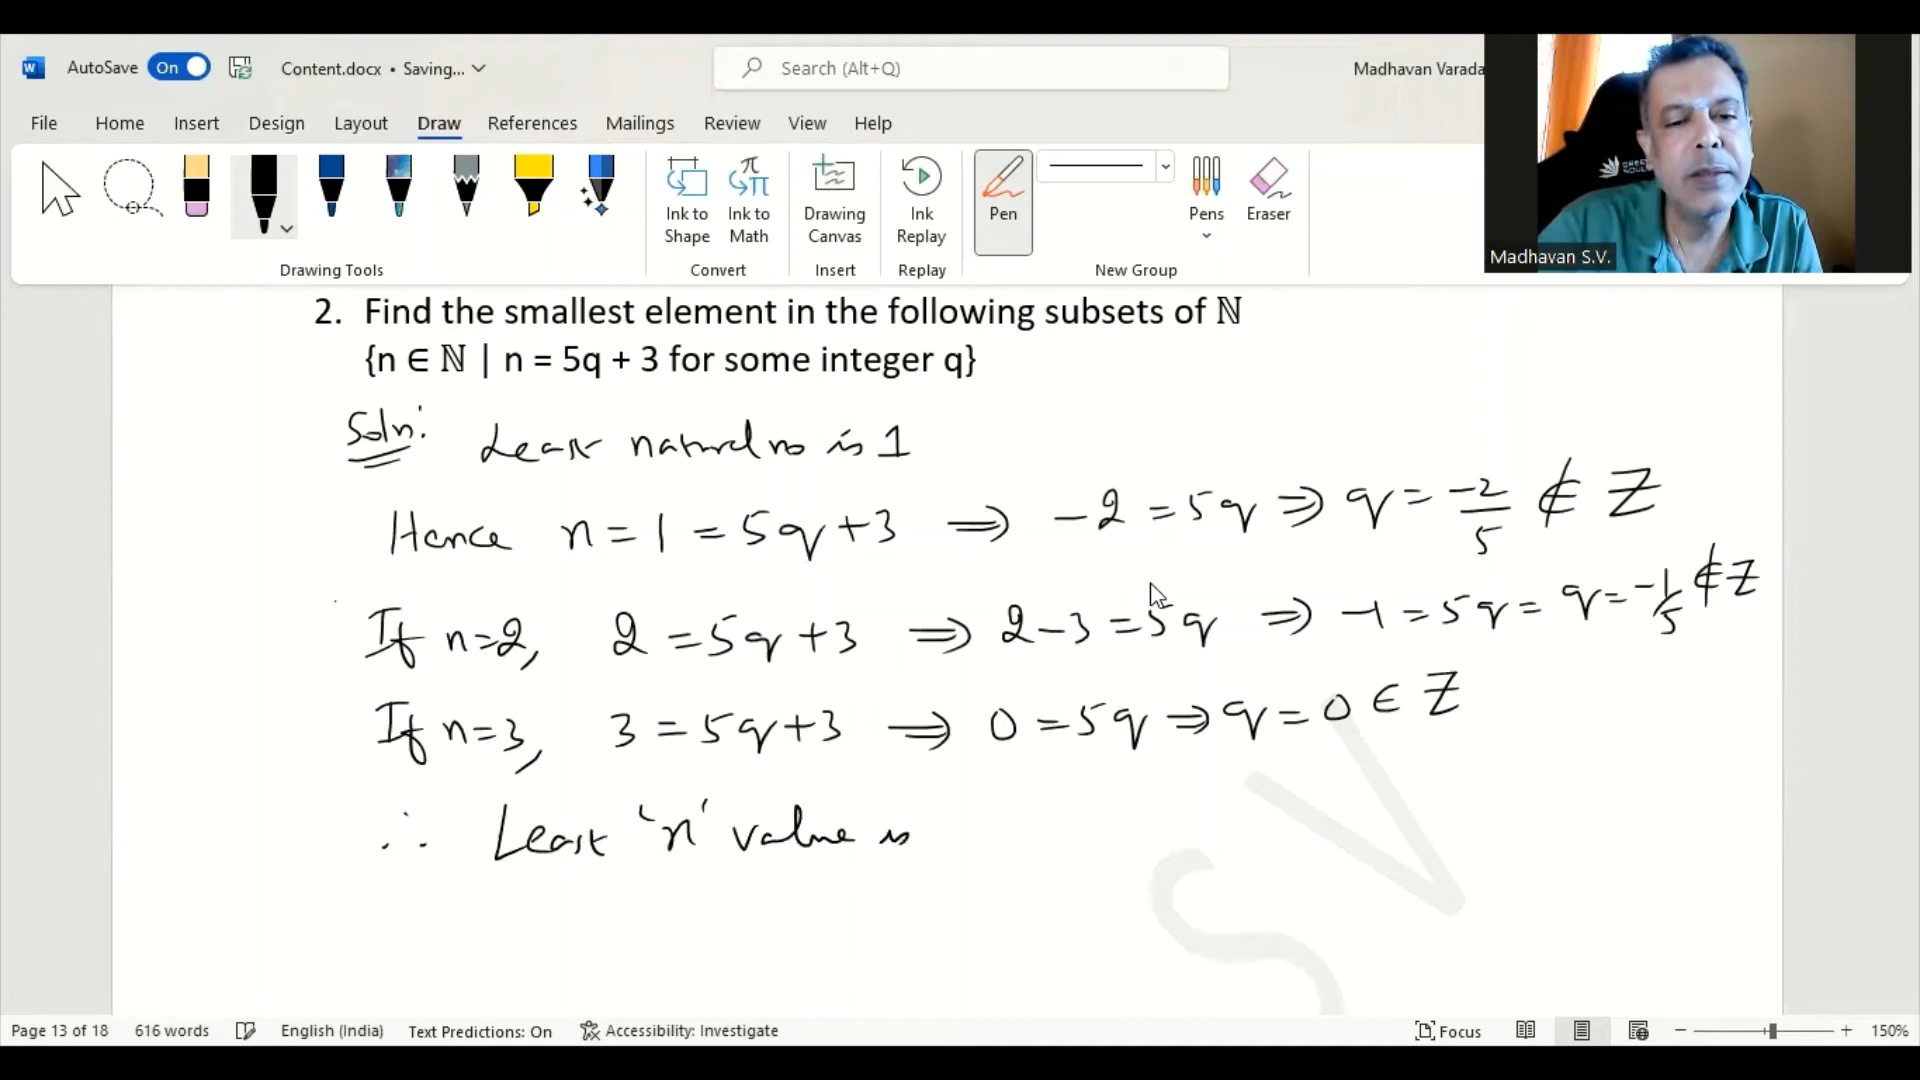 AutoSave On Content.docx • Saving... Search (Alt+Q) Madhavan Varada
File Home Insert Design Layout Draw References Mailings Review View Help
Ink to Shape
Ink to Math
Drawing Canvas
Ink Replay
Pen
Pens
Eraser
Drawing Tools Convert Insert Replay New Group
Madhavan S.V.
2. Find the smallest element in the following subsets of ℕ
{n ∈ ℕ | n = 5q + 3 for some integer q}
Soln: Least natural no is 1
Hence n = 1 = 5q + 3 ⇒ -2 = 5q ⇒ q = -2/5 ∉ Z
If n=2, 2 = 5q + 3 ⇒ 2 - 3 = 5q ⇒ -1 = 5q = q = -1/5 ∉ Z
If n=3, 3 = 5q + 3 ⇒ 0 = 5q ⇒ q = 0 ∈ Z
∴ Least 'n' value is
SV
Page 13 of 18 616 words English (India) Text Predictions: On Accessibility: Investigate Focus 150%